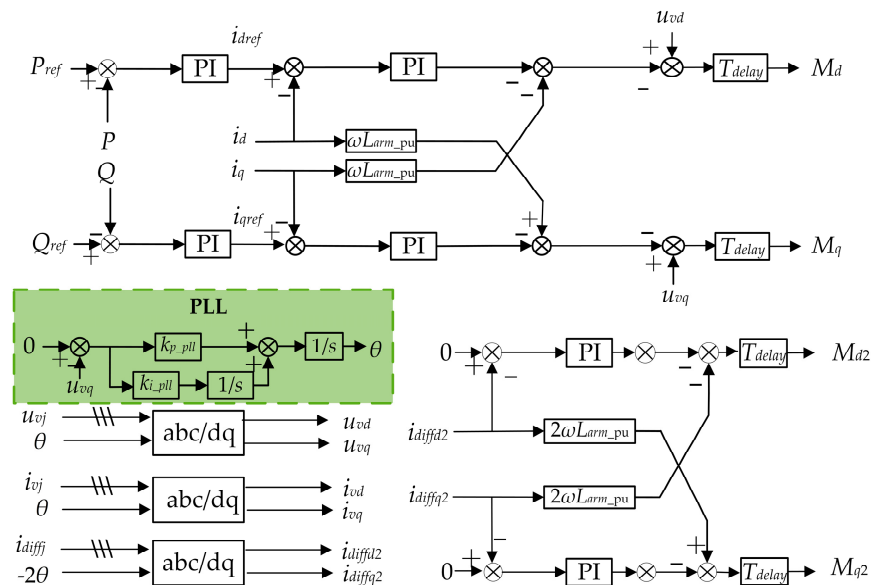 u_vd
i_dref
P_ref + − PI + − PI − − + − T_delay M_d
P
i_d ωL_arm_pu
Q
i_q ωL_arm_pu
i_qref
Q_ref − + PI + − PI − + − + T_delay M_q
u_vq
PLL
0 + − k_p_pll + + 1/s θ
u_vq k_i_pll 1/s
u_vj abc/dq u_vd
θ u_vq
i_vj abc/dq i_vd
θ i_vq
i_diffj abc/dq i_diffd2
-2θ i_diffq2
0 + − PI − − T_delay M_d2
i_diffd2 2ωL_arm_pu
i_diffq2 2ωL_arm_pu
0 + − PI − + T_delay M_q2